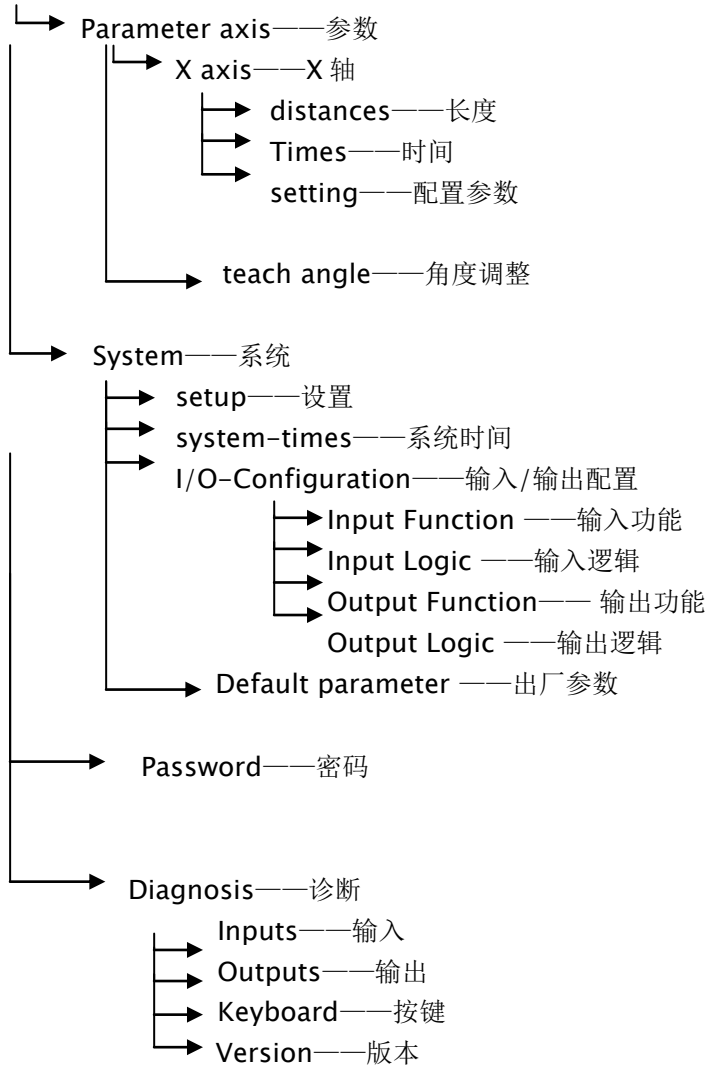 Parameter axis——参数
X axis——X 轴
distances——长度
Times——时间
setting——配置参数
teach angle——角度调整
System——系统
setup——设置
system-times——系统时间
I/O-Configuration——输入/输出配置
Input Function ——输入功能
Input Logic ——输入逻辑
Output Function—— 输出功能
Output Logic ——输出逻辑
Default parameter ——出厂参数
Password——密码
Diagnosis——诊断
Inputs——输入
Outputs——输出
Keyboard——按键
Version——版本